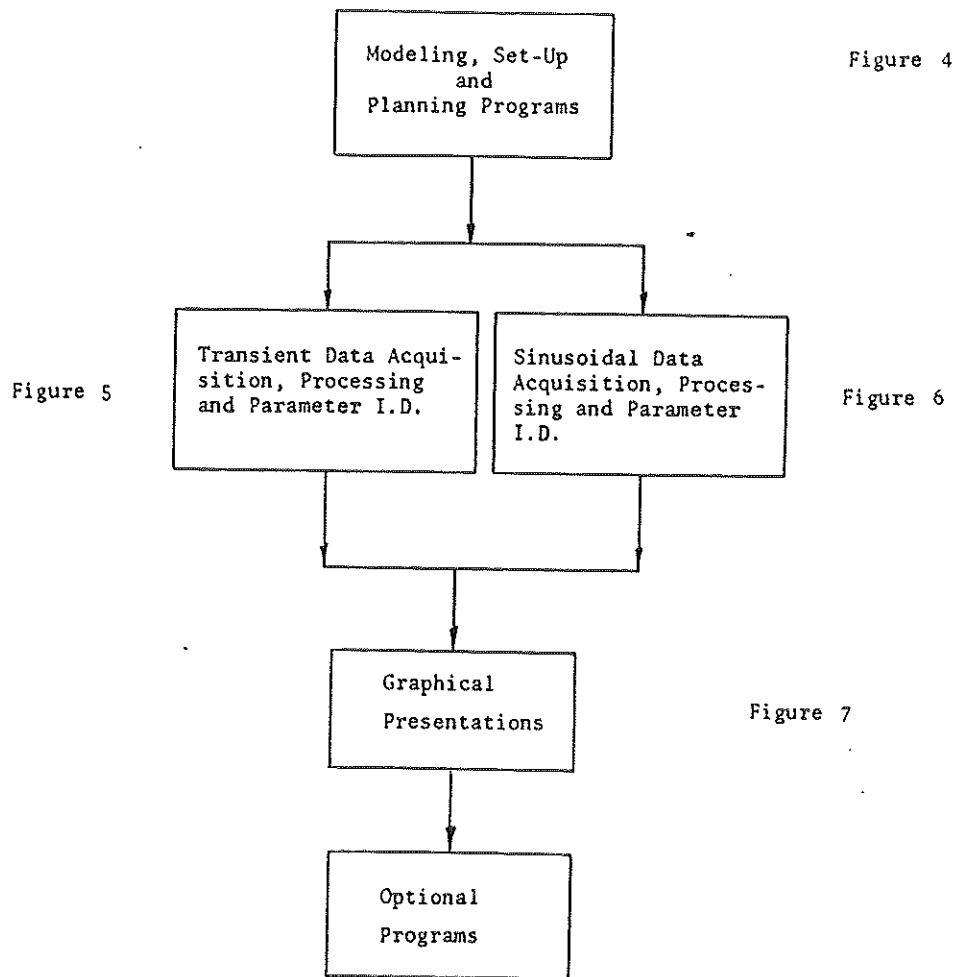 Modeling, Set-Up
and
Planning Programs
Figure 4
Figure 5
Transient Data Acqui-
sition, Processing
and Parameter I.D.
Sinusoidal Data
Acquisition, Proces-
sing and Parameter
I.D.
Figure 6
Graphical
Presentations
Figure 7
Optional
Programs